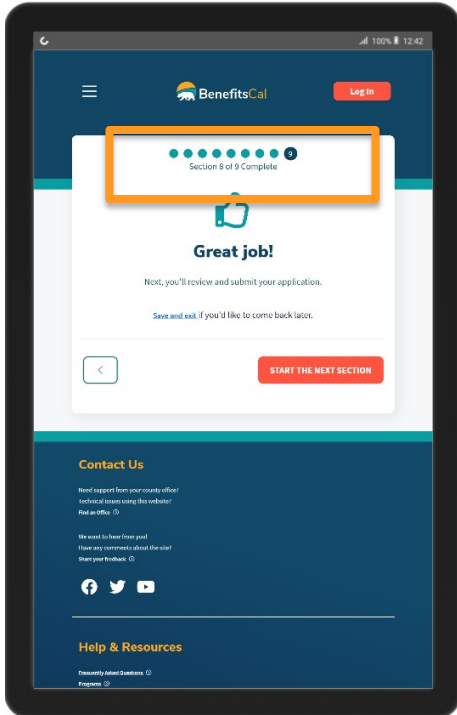 100% 12:42
BenefitsCal
Log In
9
Section 8 of 9 Complete
Great job!
Next, you'll review and submit your application.
Save and exit if you'd like to come back later.
START THE NEXT SECTION
Contact Us
Need support from your county office?
Technical issues using this website?
Find an Office
We want to hear from you!
Have any comments about the site?
Share your feedback
Help & Resources
Frequently Asked Questions
Programs